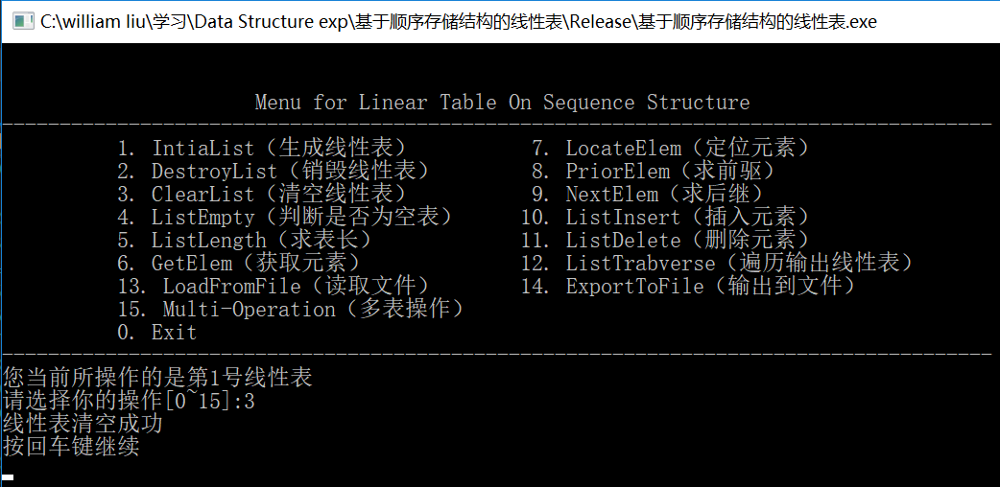 C:\william liu\学习\Data Structure exp\基于顺序存储结构的线性表\Release\基于顺序存储结构的线性表.exe
Menu for Linear Table On Sequence Structure
1. IntiaList（生成线性表） 7. LocateElem（定位元素）
2. DestroyList（销毁线性表） 8. PriorElem（求前驱）
3. ClearList（清空线性表） 9. NextElem（求后继）
4. ListEmpty（判断是否为空表） 10. ListInsert（插入元素）
5. ListLength（求表长） 11. ListDelete（删除元素）
6. GetElem（获取元素） 12. ListTrabverse（遍历输出线性表）
13. LoadFromFile（读取文件） 14. ExportToFile（输出到文件）
15. Multi-Operation（多表操作）
0. Exit
您当前所操作的是第1号线性表
请选择你的操作[0~15]:3
线性表清空成功
按回车键继续